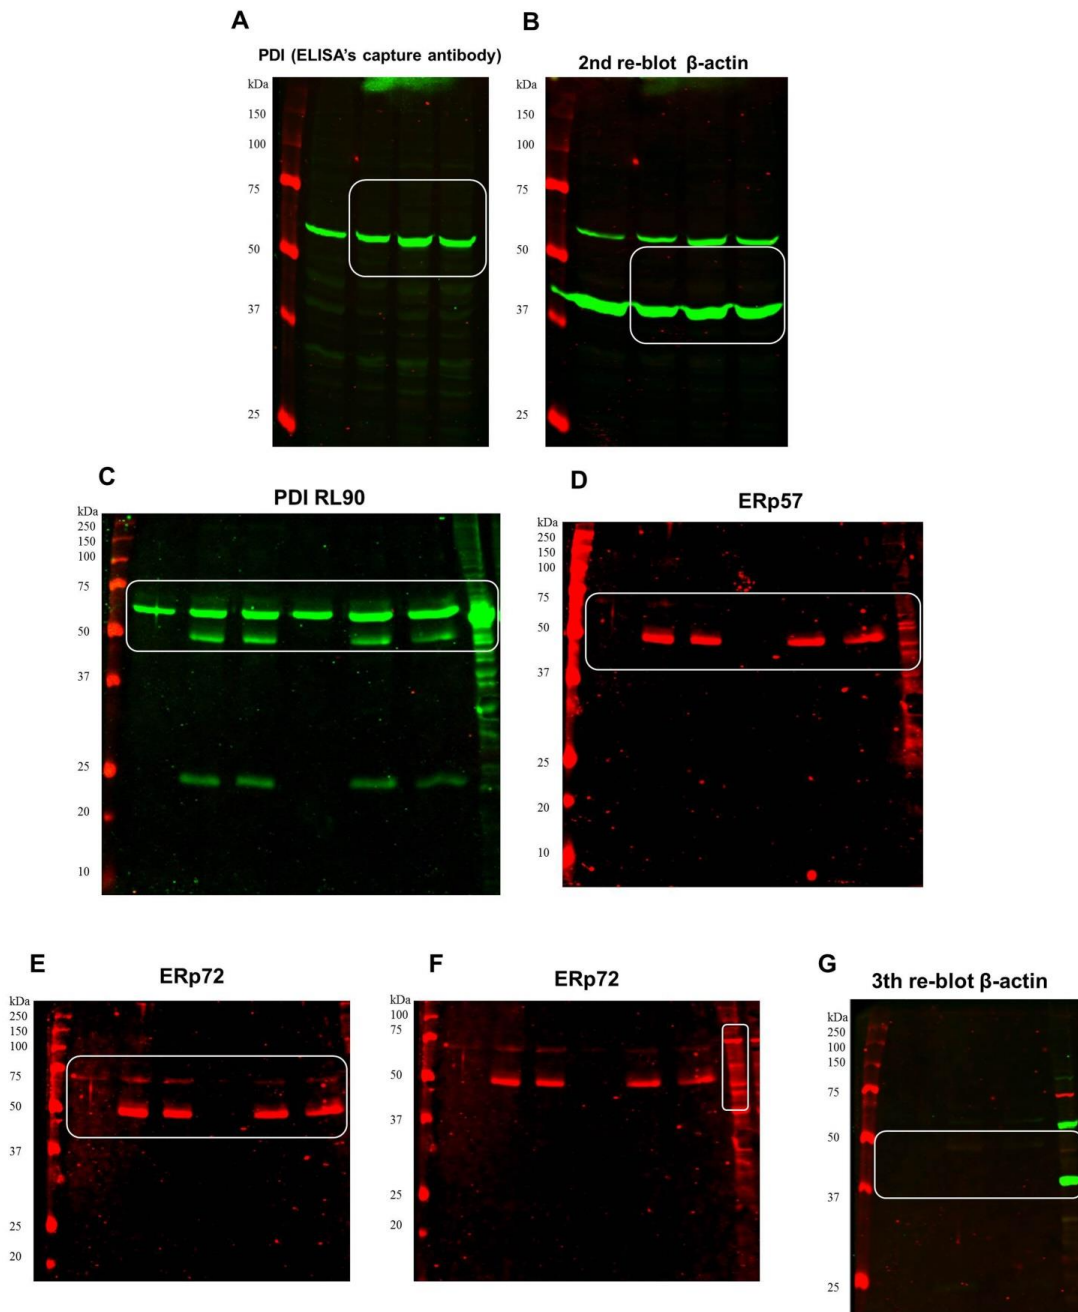 A
PDI (ELISA's capture antibody)
kDa
150
100
75
50
37
25
B
2nd re-blot β-actin
kDa
150
100
75
50
37
25
C
PDI RL90
kDa
250
150
100
75
50
37
25
20
10
D
ERp57
kDa
250
150
100
75
50
37
25
20
10
E
ERp72
kDa
250
150
100
75
50
37
25
20
F
ERp72
kDa
100
75
50
37
25
20
G
3th re-blot β-actin
kDa
250
100
150
75
50
37
25